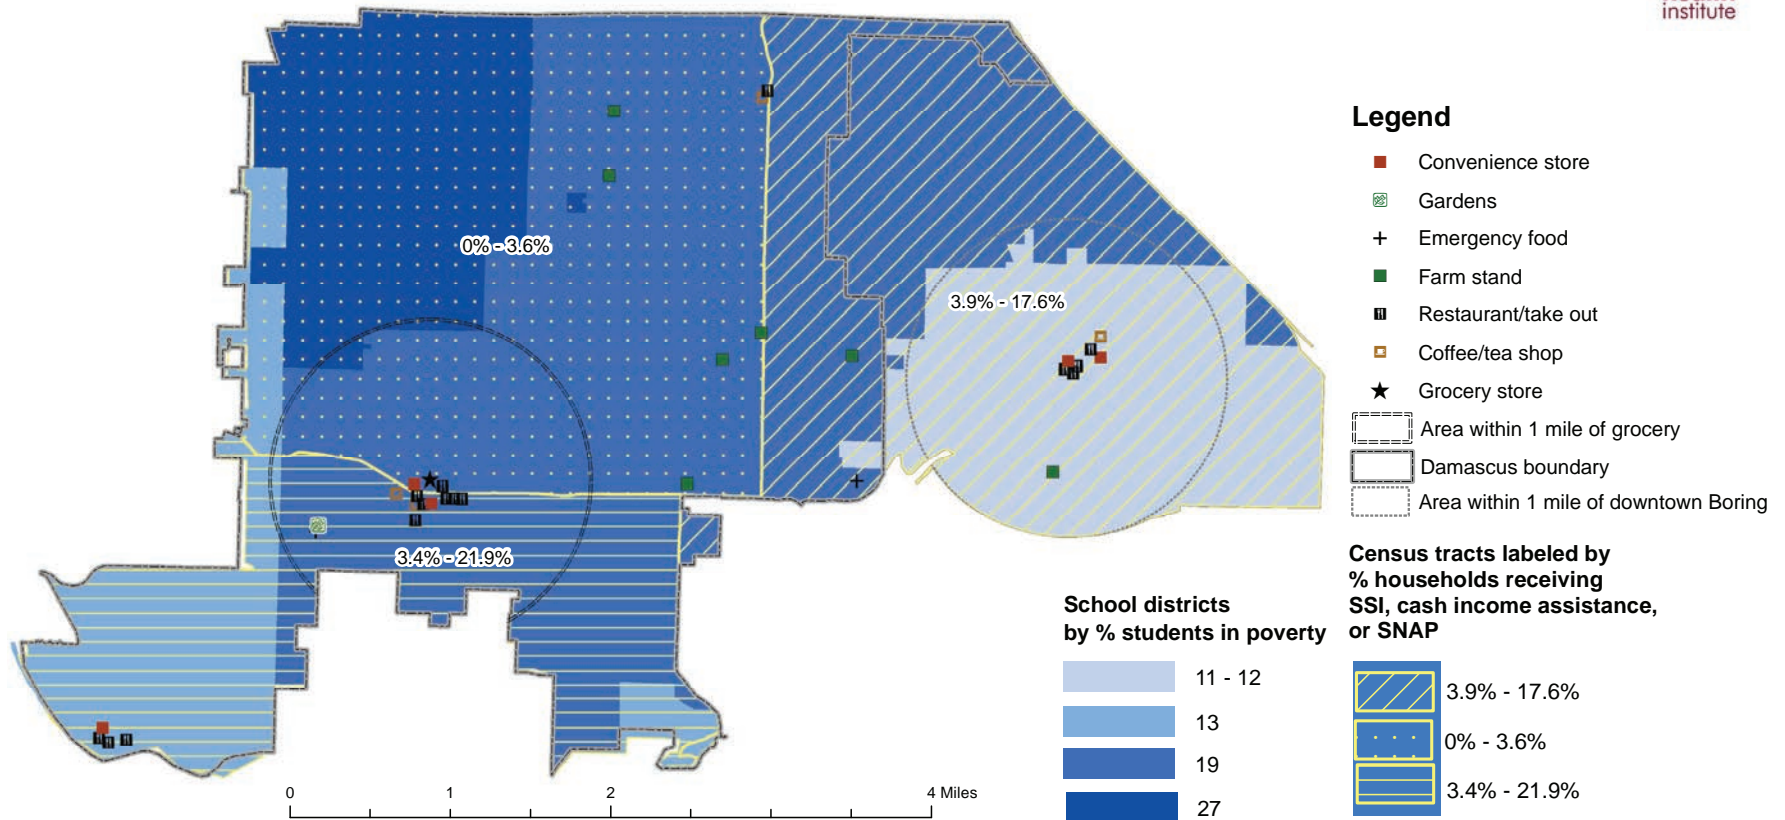 institute
0% - 3.6%
3.9% - 17.6%
3.4% - 21.9%
Legend
Convenience store
Gardens
Emergency food
Farm stand
Restaurant/take out
Coffee/tea shop
Grocery store
Area within 1 mile of grocery
Damascus boundary
Area within 1 mile of downtown Boring
School districts
by % students in poverty
11 - 12
13
19
27
Census tracts labeled by
% households receiving
SSI, cash income assistance,
or SNAP
3.9% - 17.6%
0% - 3.6%
3.4% - 21.9%
0 1 2 4 Miles